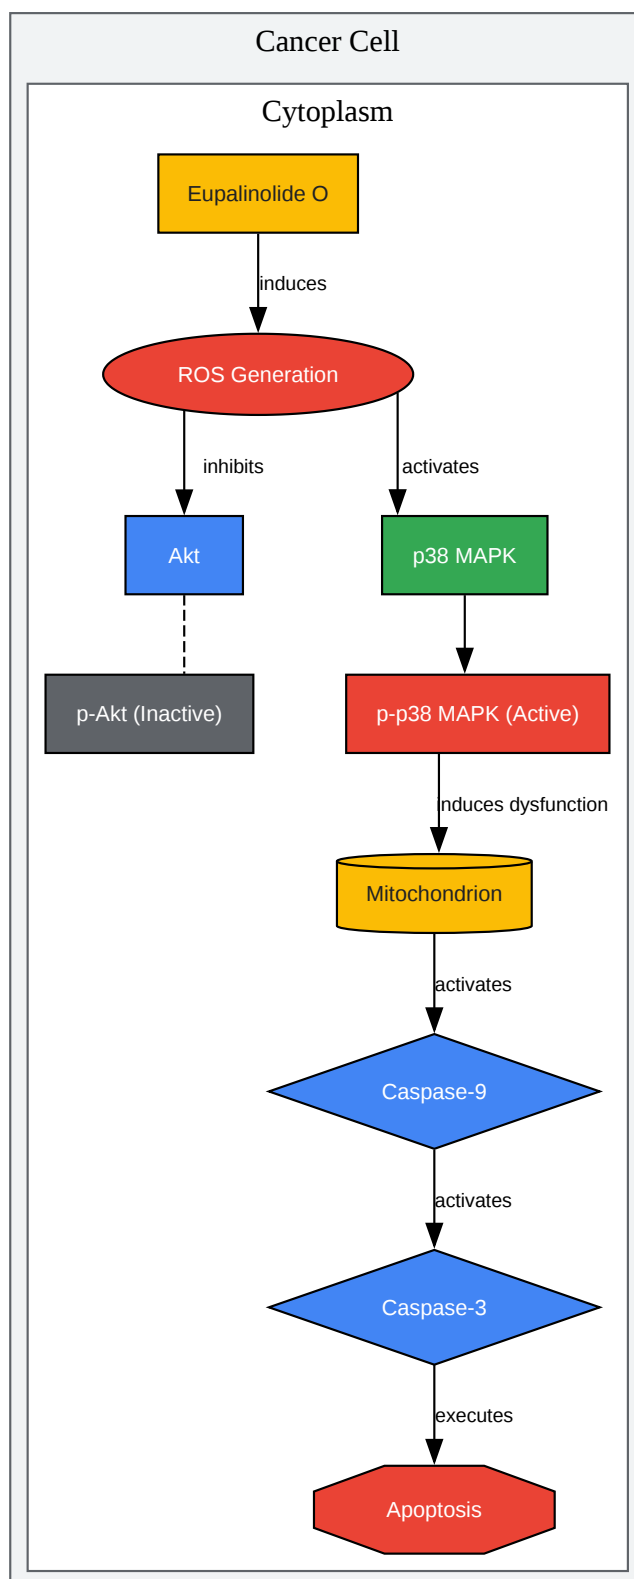 Cancer Cell
Cytoplasm
Eupalinolide O
induces
ROS Generation
inhibits
activates
Akt
p38 MAPK
p-Akt (Inactive)
p-p38 MAPK (Active)
induces dysfunction
Mitochondrion
activates
Caspase-9
activates
Caspase-3
executes
Apoptosis